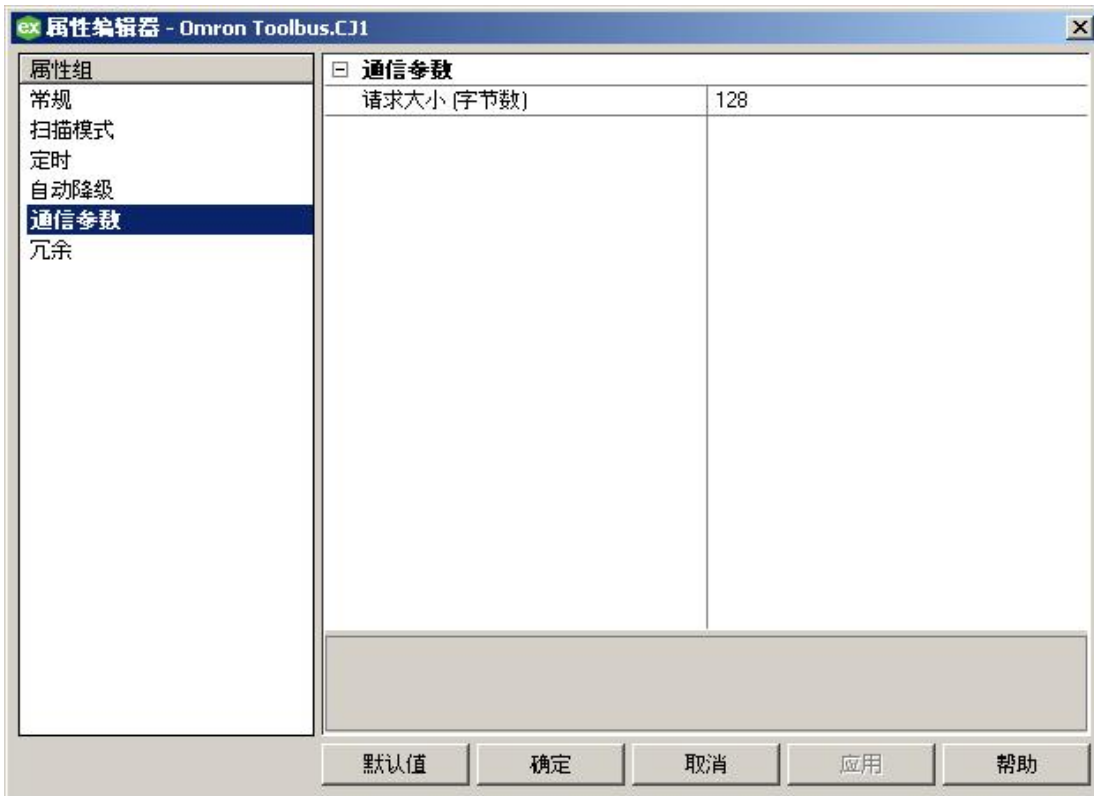 ex 属性编辑器 - Omron Toolbus.CJ1
属性组
常规
扫描模式
定时
自动降级
通信参数
冗余
通信参数
请求大小 (字节数) 128
默认值 确定 取消 应用 帮助